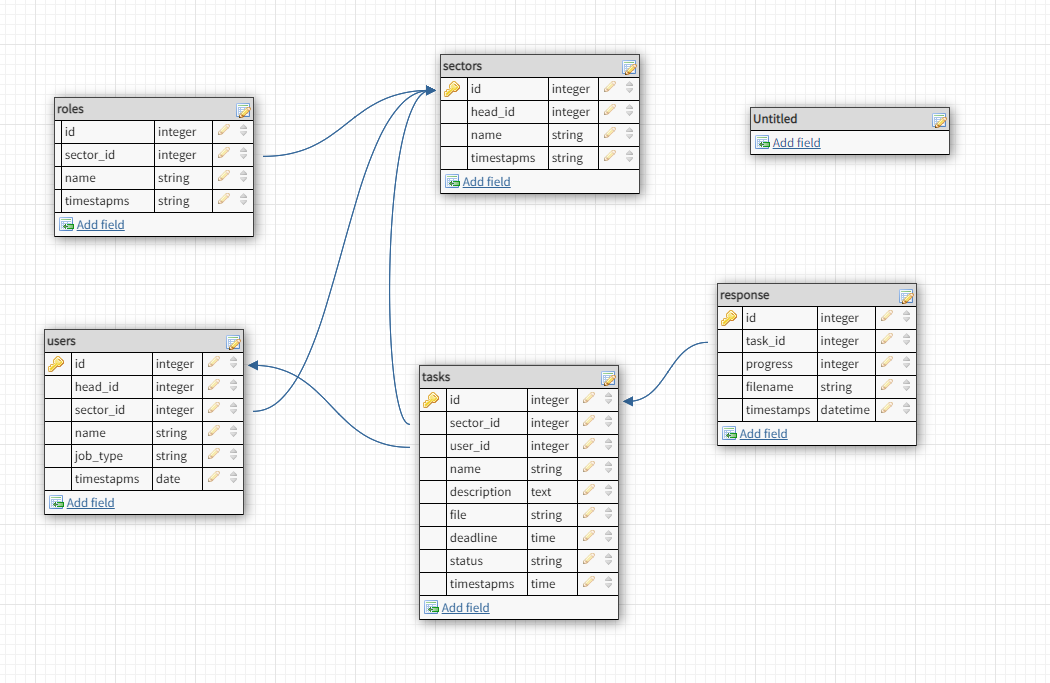 sectors
id integer
head_id integer
name string
timestapms string
Add field
roles
id integer
sector_id integer
name string
timestapms string
Add field
Untitled
Add field
response
id integer
task_id integer
progress integer
filename string
timestamps datetime
Add field
users
id integer
head_id integer
sector_id integer
name string
job_type string
timestapms date
Add field
tasks
id integer
sector_id integer
user_id integer
name string
description text
file string
deadline time
status string
timestapms time
Add field